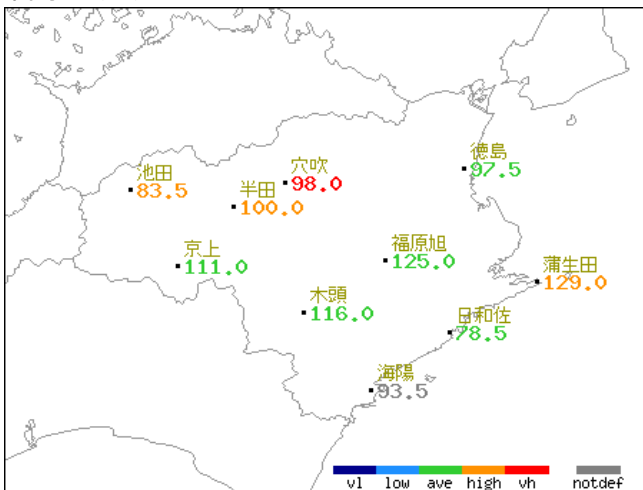 徳島
97.5
穴吹
98.0
池田
83.5
半田
100.0
福原旭
125.0
京上
111.0
蒲生田
129.0
木頭
116.0
日和佐
78.5
海陽
93.5
vl low ave high vh notdef